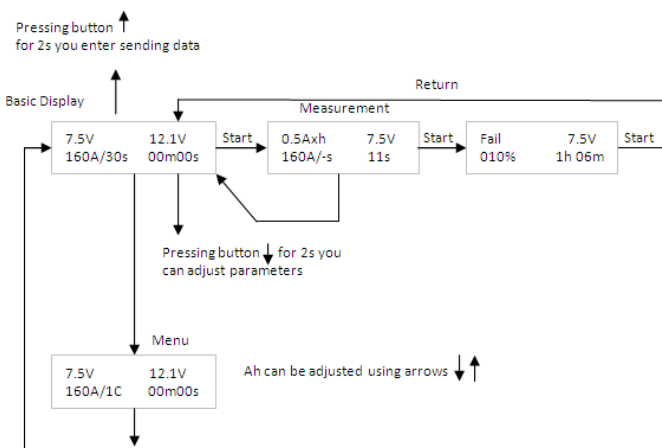 Pressing button
for 2s you enter sending data
Return
Basic Display
Measurement
7.5V 12.1V
160A/30s 00m00s
Start
0.5Axh 7.5V
160A/-s 11s
Start
Fail 7.5V
010% 1h 06m
Start
Pressing button for 2s you
can adjust parameters
Menu
7.5V 12.1V
160A/1C 00m00s
Ah can be adjusted using arrows